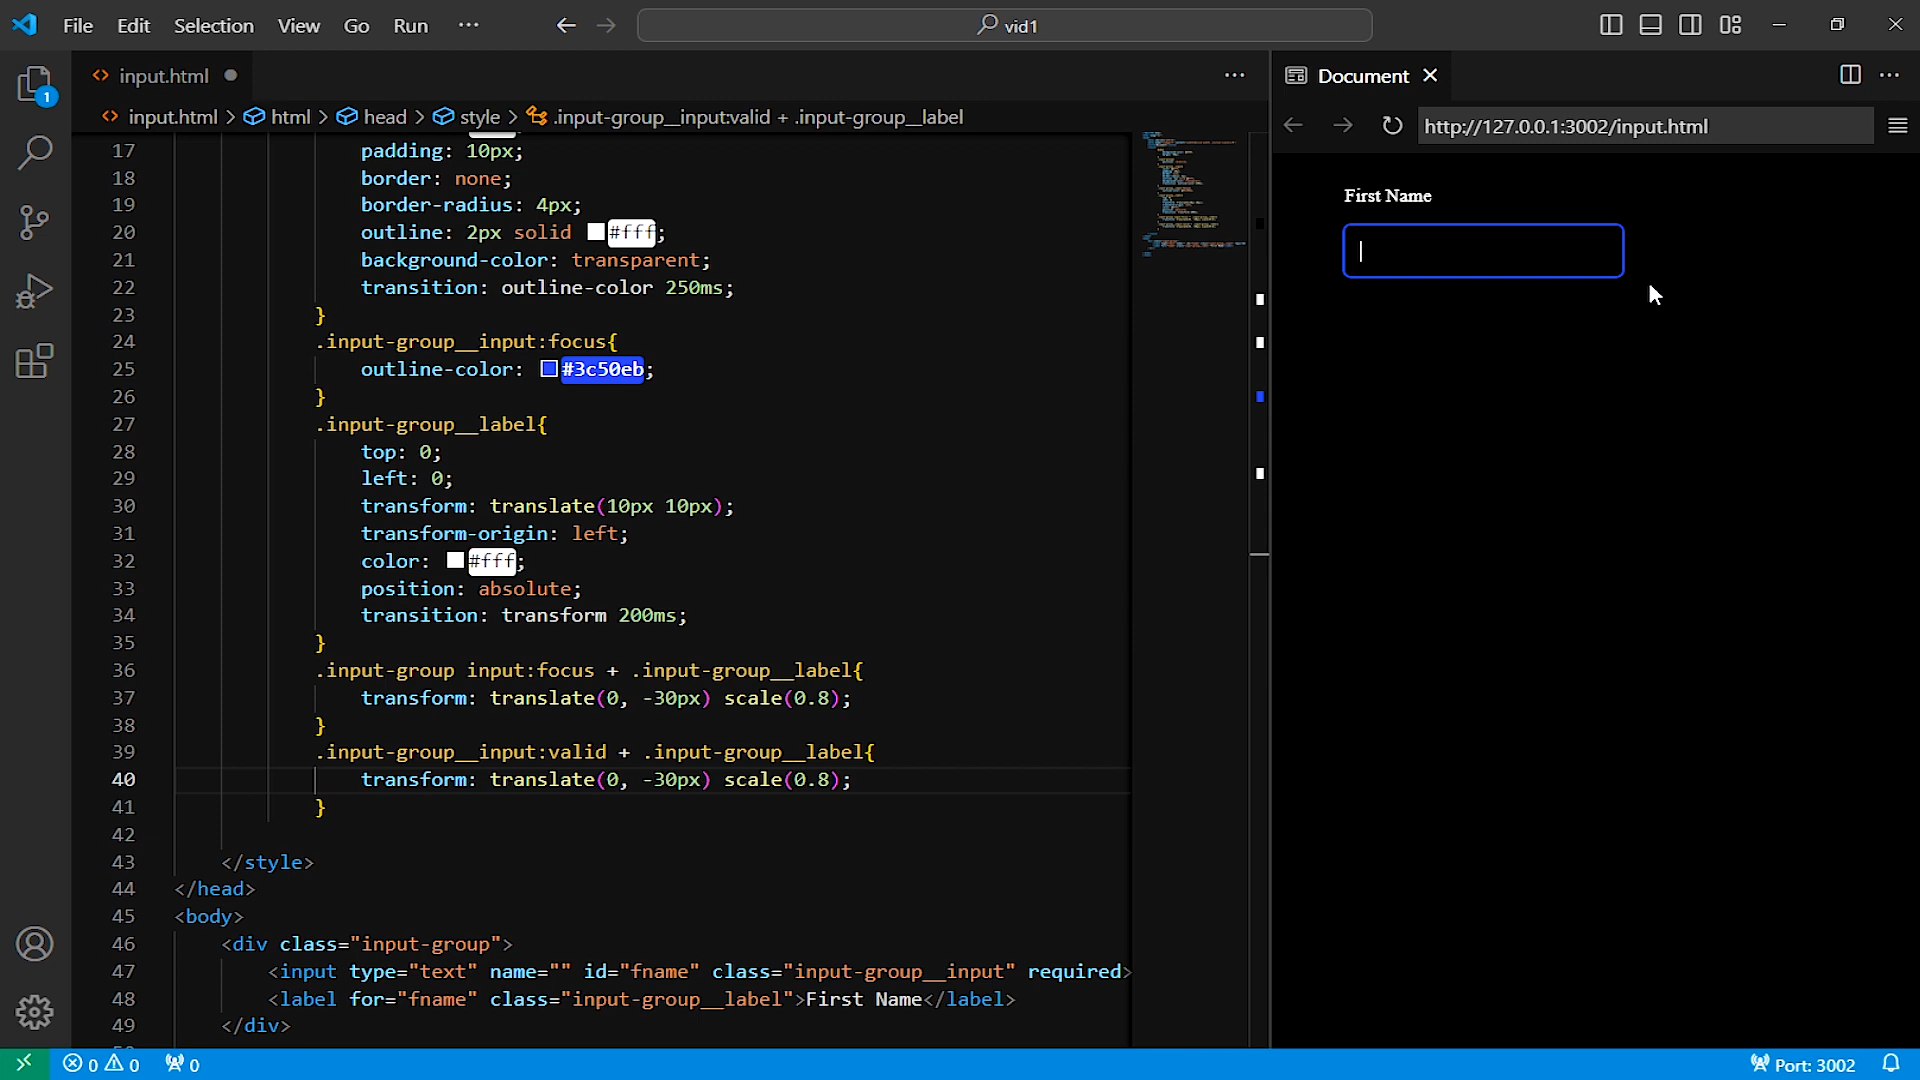 File Edit Selection View Go Run ··· vid1
input.html
Document
input.html > html > head > style > .input-group__input:valid + .input-group__label
http://127.0.0.1:3002/input.html
1
17 padding: 10px;
18 border: none;
19 border-radius: 4px;
20 outline: 2px solid #fff;
21 background-color: transparent;
22 transition: outline-color 250ms;
23 }
24 .input-group__input:focus{
25 outline-color: #3c50eb;
26 }
27 .input-group__label{
28 top: 0;
29 left: 0;
30 transform: translate(10px 10px);
31 transform-origin: left;
32 color: #fff;
33 position: absolute;
34 transition: transform 200ms;
35 }
36 .input-group input:focus + .input-group__label{
37 transform: translate(0, -30px) scale(0.8);
38 }
39 .input-group__input:valid + .input-group__label{
40 transform: translate(0, -30px) scale(0.8);
41 }
42
43 </style>
44 </head>
45 <body>
46 <div class="input-group">
47 <input type="text" name="" id="fname" class="input-group__input" required>
48 <label for="fname" class="input-group__label">First Name</label>
49 </div>
First Name
0 0 0
Port: 3002